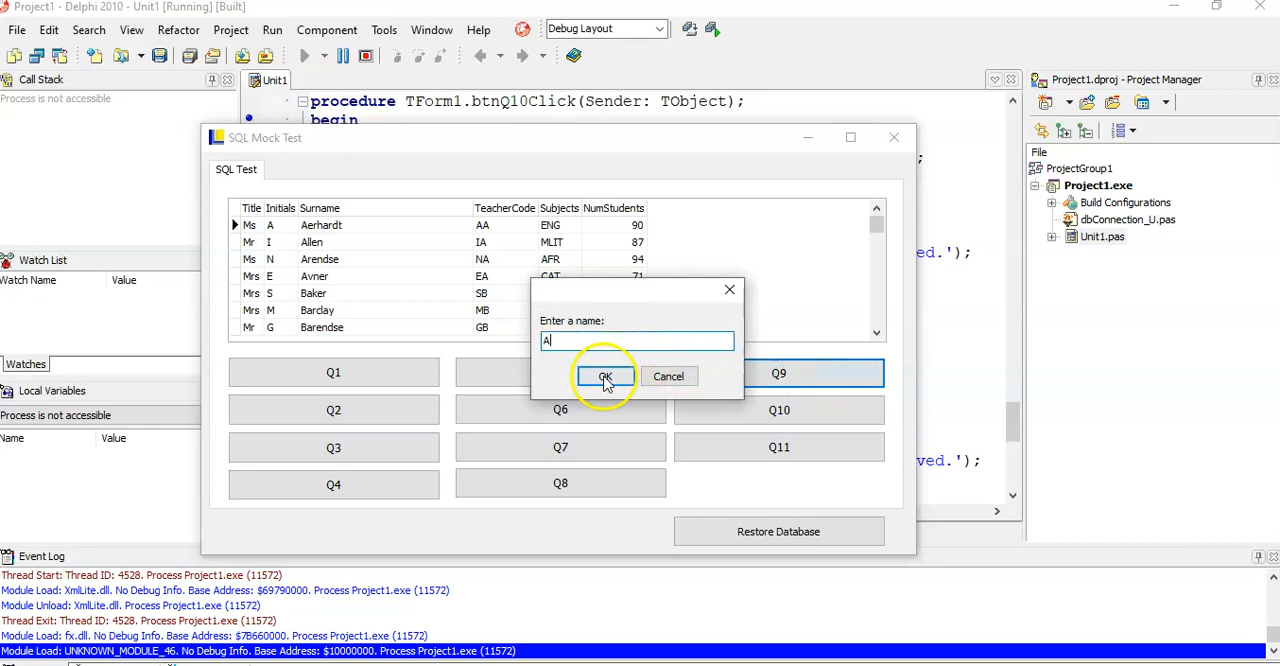 Project1 - Delphi 2010 - Unit1 [Running] [Built]
File Edit Search View Refactor Project Run Component Tools Window Help
Debug Layout
Call Stack
Process is not accessible
Unit1
procedure TForm1.btnQ10Click(Sender: TObject);
begin
ed.');
ved.');
SQL Mock Test
SQL Test
Title Initials Surname TeacherCode Subjects NumStudents
Ms A Aerhardt AA ENG 90
Mr I Allen IA MLIT 87
Ms N Arendse NA AFR 94
Mrs E Avner EA CAT 71
Mrs S Baker SB
Mrs M Barclay MB
Mr G Barendse GB
Enter a name:
A
OK Cancel
Q1
Q2
Q3
Q4
Q6
Q7
Q8
Q9
Q10
Q11
Restore Database
Watch List
Watch Name Value
Watches
Local Variables
Process is not accessible
Name Value
Project1.dproj - Project Manager
File
ProjectGroup1
Project1.exe
Build Configurations
dbConnection_U.pas
Unit1.pas
Event Log
Thread Start: Thread ID: 4528. Process Project1.exe (11572)
Module Load: XmlLite.dll. No Debug Info. Base Address: $69790000. Process Project1.exe (11572)
Module Unload: XmlLite.dll. Process Project1.exe (11572)
Thread Exit: Thread ID: 4528. Process Project1.exe (11572)
Module Load: fx.dll. No Debug Info. Base Address: $7B660000. Process Project1.exe (11572)
Module Load: UNKNOWN_MODULE_46. No Debug Info. Base Address: $10000000. Process Project1.exe (11572)